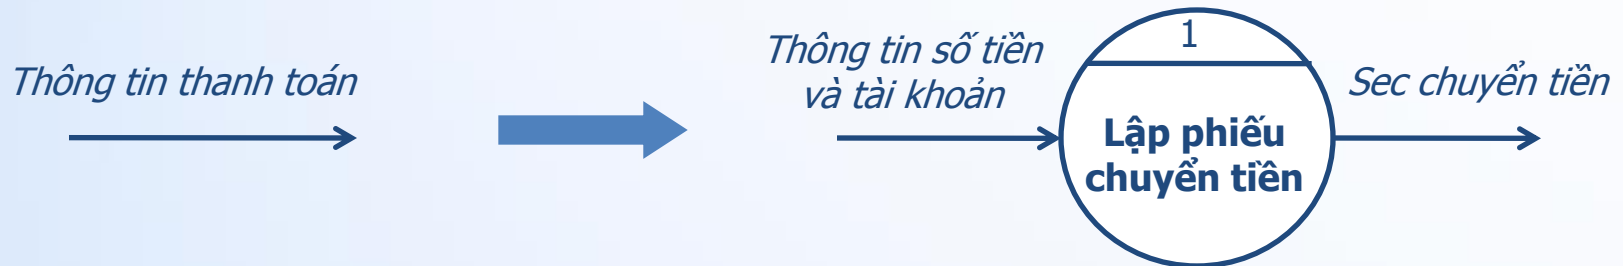 Thông tin thanh toán
Thông tin số tiền
và tài khoản
1
Lập phiếu
chuyển tiền
Sec chuyển tiền